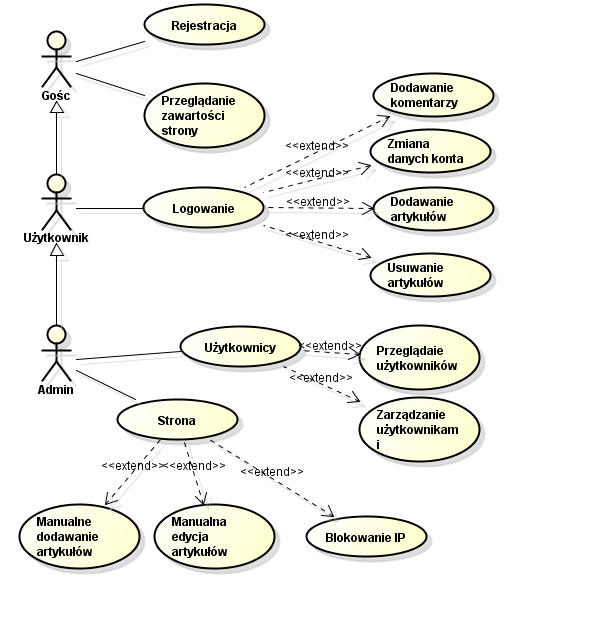 Rejestracja
Gośc
Przeglądanie
zawartości
strony
Dodawanie
komentarzy
<<extend>>
Zmiana
danych konta
<<extend>>
Użytkownik
Logowanie
<<extend>>
Dodawanie
artykułów
<<extend>>
Usuwanie
artykułów
Admin
Użytkownicy
<<extend>>
Przeglądaie
użytkowników
<<extend>>
Zarządzanie
użytkownikam
i
Strona
<<extend>>
<<extend>>
<<extend>>
Manualne
dodawanie
artykułów
Manualna
edycja
artykułów
Blokowanie IP